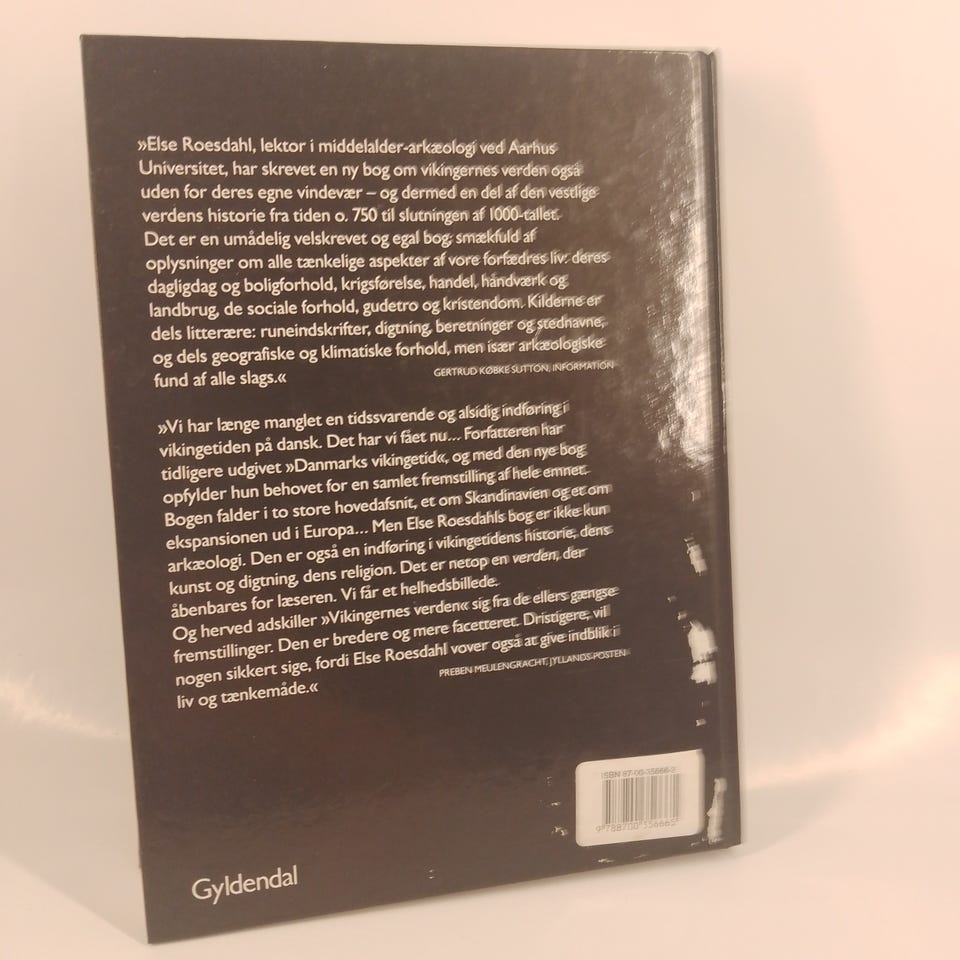 »Else Roesdahl, lektor i middelalder-arkæologi ved Aarhus
Universitet, har skrevet en ny bog om vikingernes verden også
uden for deres egne vindevær – og dermed en del af den vestlige
verdens historie fra tiden o. 750 til slutningen af 1000-tallet.
Det er en umådelig velskrevet og egal bog, smækfuld af
oplysninger om alle tænkelige aspekter af vore forfædres liv: deres
dagligdag og boligforhold, krigsførelse, handel, håndværk og
landbrug, de sociale forhold, gudetro og kristendom. Kilderne er
dels litterære: runeindskrifter, digtning, beretninger og stednavne,
og dels geografiske og klimatiske forhold, men især arkæologiske
fund af alle slags.«
GERTRUD KØBKE SUTTON, INFORMATION
»Vi har længe manglet en tidssvarende og alsidig indføring i
vikingetiden på dansk. Det har vi fået nu... Forfatteren har
tidligere udgivet »Danmarks vikingetid«, og med den nye bog
opfylder hun behovet for en samlet fremstilling af hele emnet.
Bogen falder i to store hovedafsnit, et om Skandinavien og et om
ekspansionen ud i Europa... Men Else Roesdahls bog er ikke kun
arkæologi. Den er også en indføring i vikingetidens historie, dens
kunst og digtning, dens religion. Det er netop en verden, der
åbenbares for læseren. Vi får et helhedsbillede.
Og herved adskiller »Vikingernes verden« sig fra de ellers gængse
fremstillinger. Den er bredere og mere facetteret. Dristigere, vil
nogen sikkert sige, fordi Else Roesdahl vover også at give indblik i
liv og tænkemåde.«
PREBEN MEULENGRACHT, JYLLANDS-POSTEN
ISBN 87-00-35666-2
9 788700 356665
Gyldendal